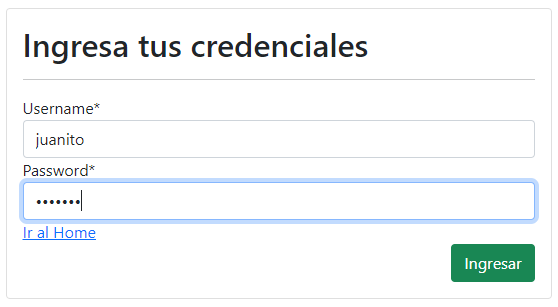 Ingresa tus credenciales
Username*
juanito
Password*
•••••••
Ir al Home
Ingresar